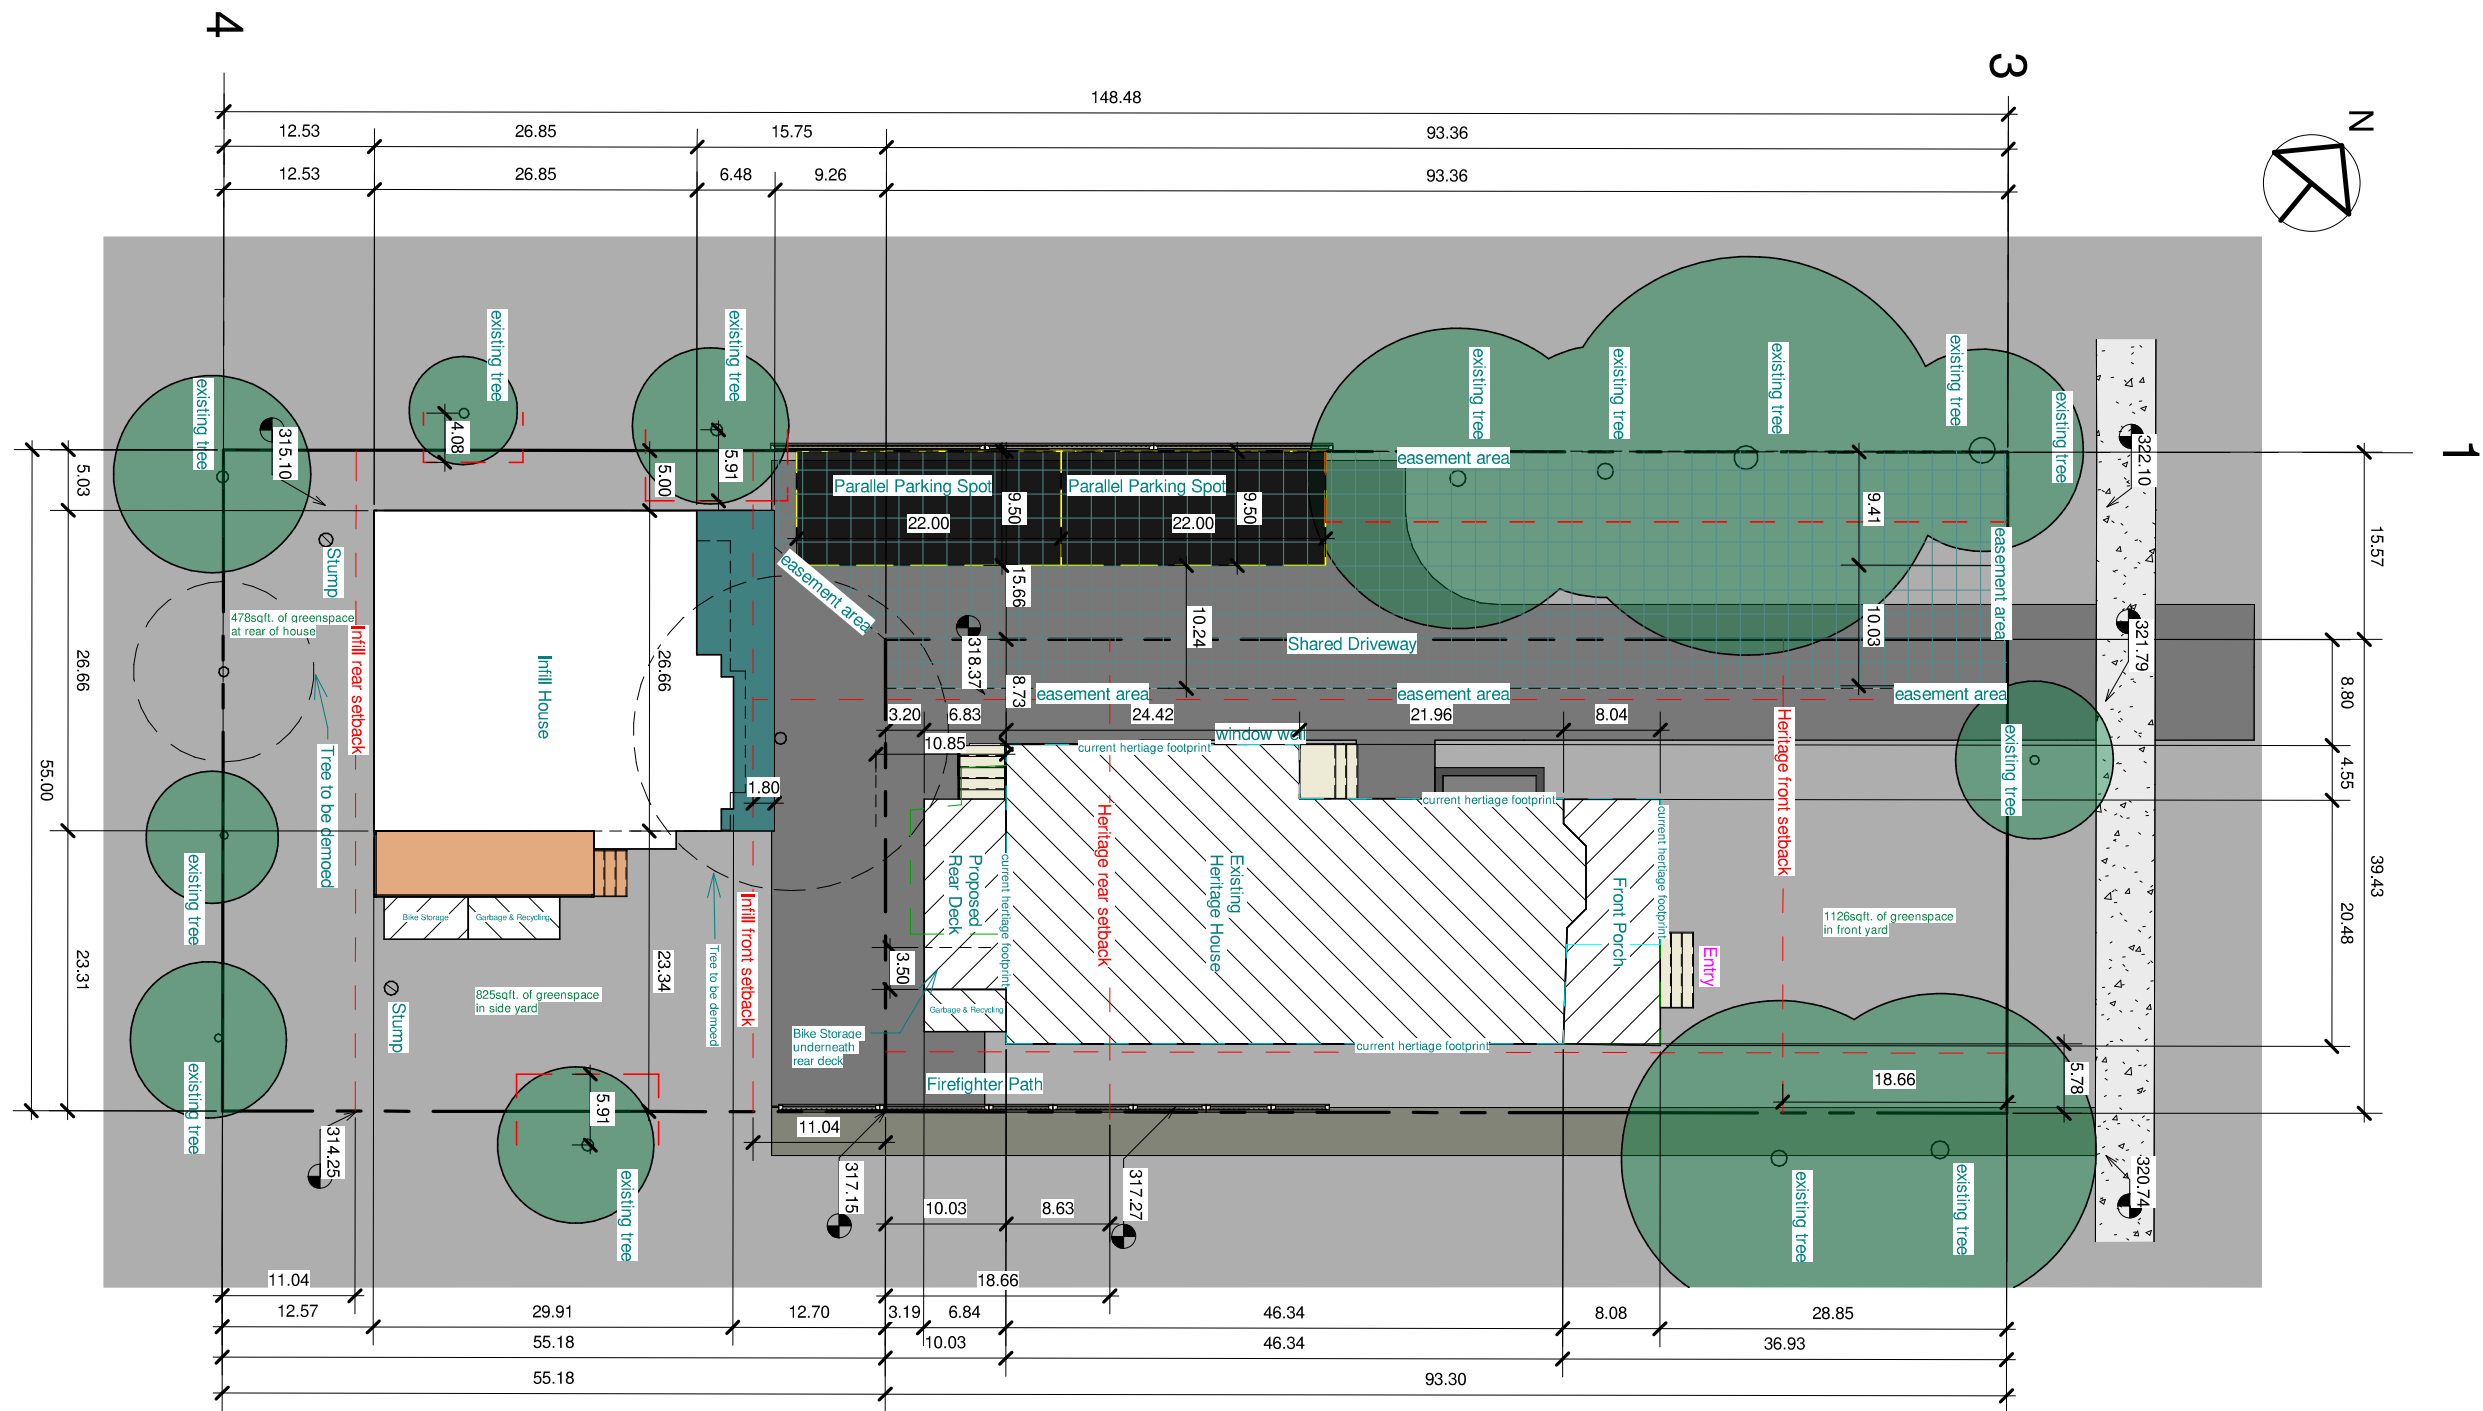 4
3
N
1
148.48
12.53
26.85
15.75
93.36
12.53
26.85
6.48
9.26
93.36
existing tree
existing tree
existing tree
existing tree
existing tree
existing tree
existing tree
existing tree
315.10
4.08
5.91
5.00
5.03
322.10
easement area
Parallel Parking Spot
Parallel Parking Spot
22.00
22.00
9.50
9.50
9.41
15.57
Stump
easement area
15.66
10.24
10.03
easement area
478sqft. of greenspace
at rear of house
Infill rear setback
26.66
26.66
Infill House
318.37
Shared Driveway
321.79
8.73
easement area
easement area
easement area
8.80
3.20
6.83
24.42
21.96
8.04
10.85
window well
current hertiage footprint
Heritage front setback
existing tree
55.00
Tree to be demoed
1.80
4.55
current hertiage footprint
current hertiage footprint
Heritage rear setback
Proposed
Rear Deck
current hertiage footprint
Existing
Heritage House
Front Porch
39.43
existing tree
Bike Storage
Garbage & Recycling
1126sqft. of greenspace
in front yard
20.48
Entry
Infill front setback
Tree to be demoed
23.31
23.34
3.50
825sqft. of greenspace
in side yard
Stump
Garbage & Recycling
Bike Storage
underneath
rear deck
current hertiage footprint
Firefighter Path
18.66
5.78
existing tree
5.91
314.25
11.04
317.15
317.27
320.74
existing tree
existing tree
existing tree
10.03
8.63
11.04
18.66
12.57
29.91
12.70
3.19
6.84
46.34
8.08
28.85
55.18
10.03
46.34
36.93
55.18
93.30